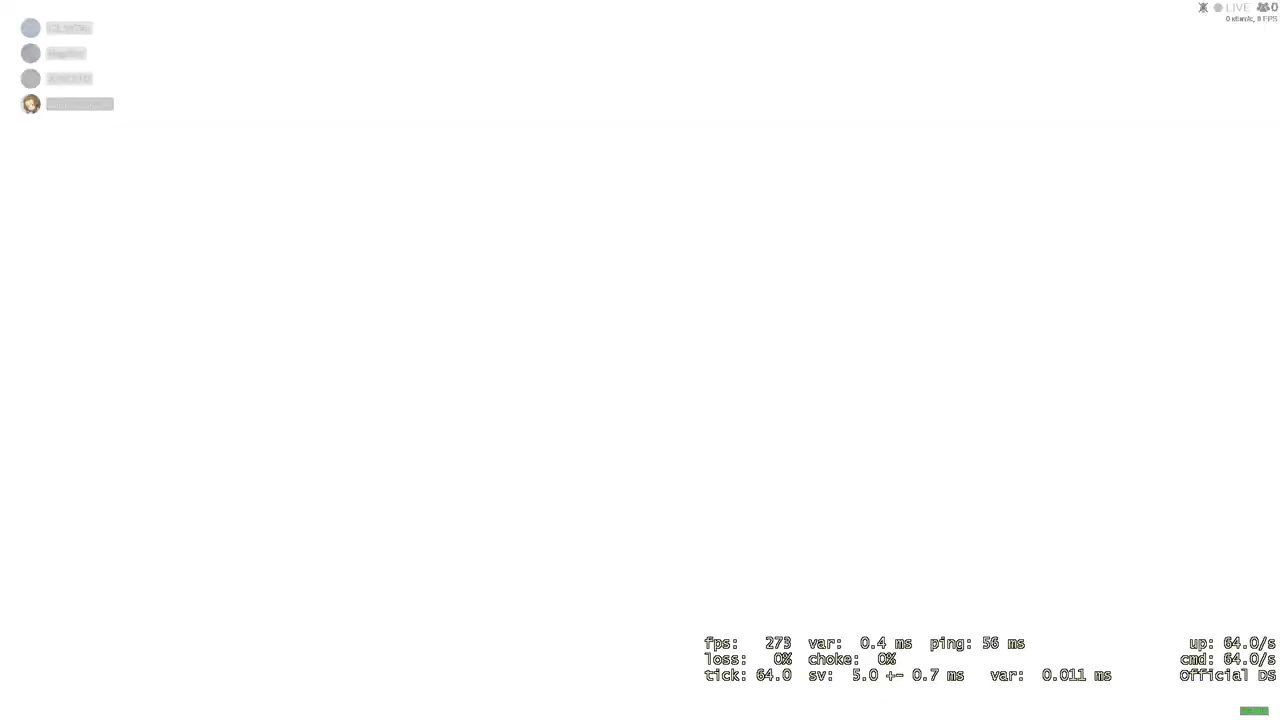 LIVE 0
fps: 273 var: 0.4 ms ping: 56 ms up: 64.0/s
loss: 0% choke: 0% cmd: 64.0/s
tick: 64.0 sv: 5.0 +- 0.7 ms var: 0.011 ms Official DS